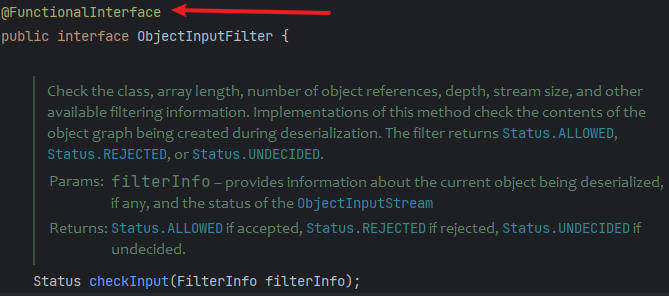 @FunctionalInterface
public interface ObjectInputFilter {
Check the class, array length, number of object references, depth, stream size, and other
available filtering information. Implementations of this method check the contents of the
object graph being created during deserialization. The filter returns Status.ALLOWED,
Status.REJECTED, or Status.UNDECIDED.
Params: filterInfo – provides information about the current object being deserialized,
if any, and the status of the ObjectInputStream
Returns: Status.ALLOWED if accepted, Status.REJECTED if rejected, Status.UNDECIDED if
undecided.
Status checkInput(FilterInfo filterInfo);